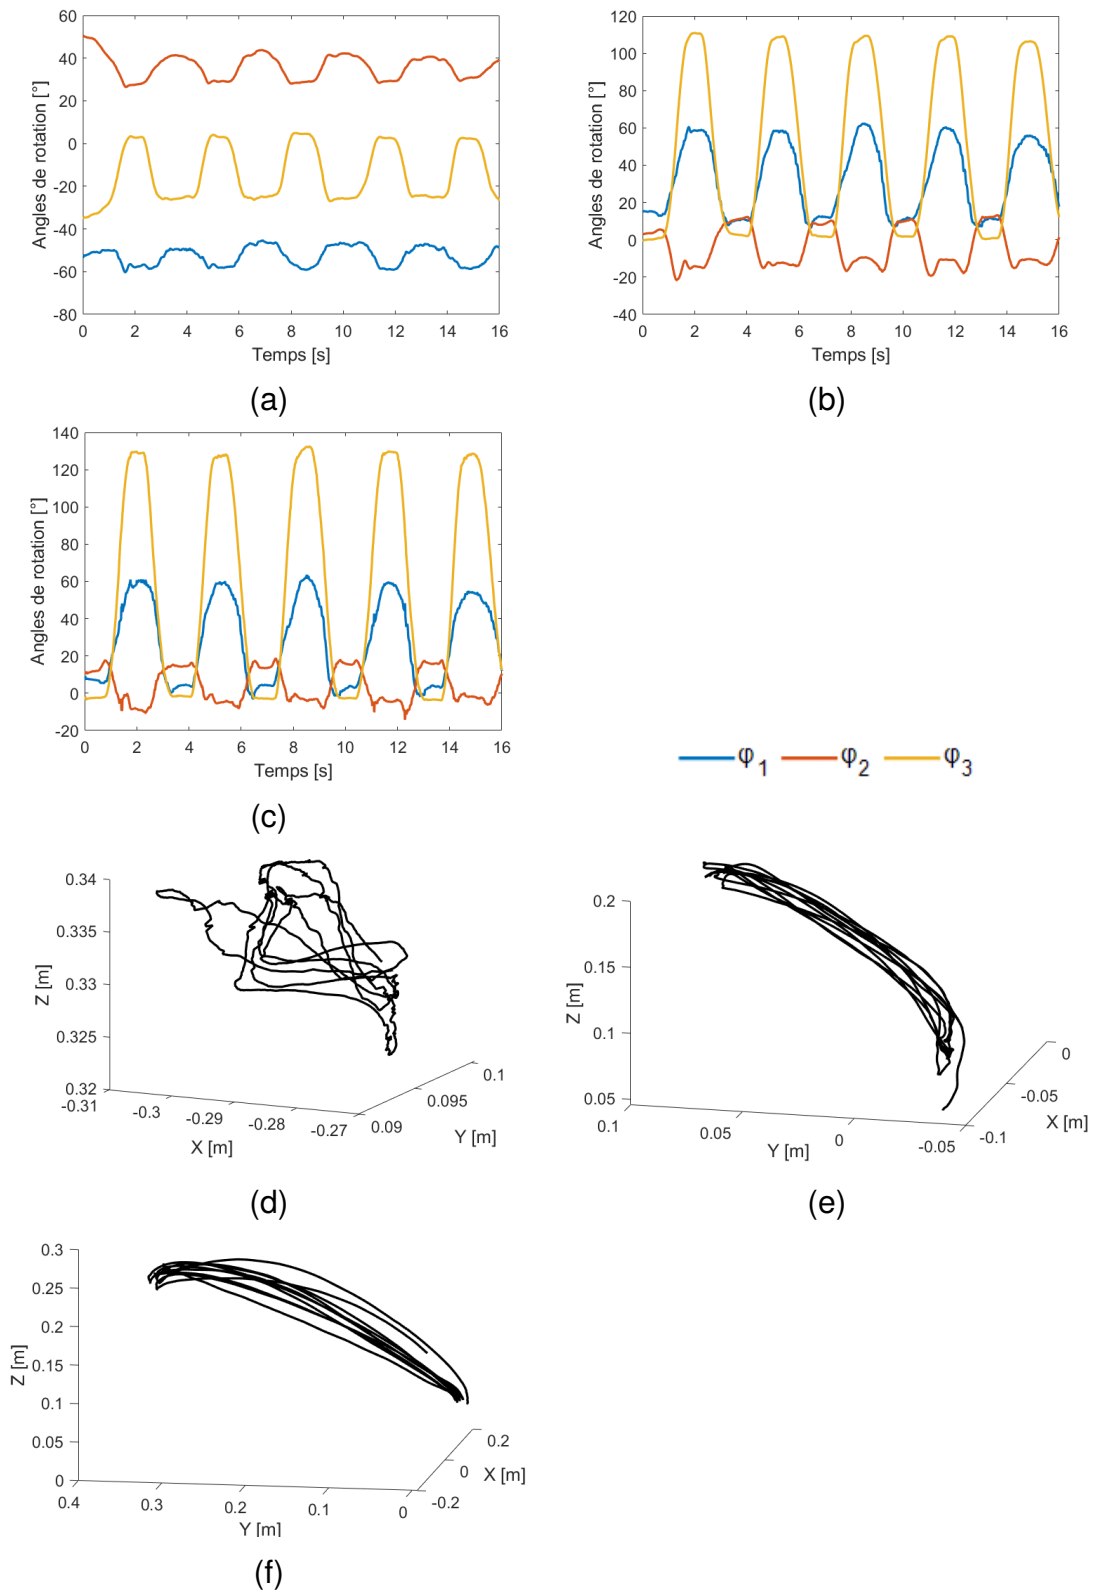 60
40
20
0
-20
-40
-60
-80
Angles de rotation [°]
0 2 4 6 8 10 12 14 16
Temps [s]
(a)
120
100
80
60
40
20
0
-20
-40
Angles de rotation [°]
0 2 4 6 8 10 12 14 16
Temps [s]
(b)
140
120
100
80
60
40
20
0
-20
Angles de rotation [°]
0 2 4 6 8 10 12 14 16
Temps [s]
(c)
φ1 φ2 φ3
0.34
0.335
0.33
0.325
0.32
Z [m]
-0.31 -0.3 -0.29 -0.28 -0.27
X [m]
0.09 0.095 0.1
Y [m]
(d)
0.2
0.15
0.1
0.05
Z [m]
0.1 0.05 0 -0.05
Y [m]
-0.1 -0.05 0
X [m]
(e)
0.3
0.25
0.2
0.15
0.1
0.05
0
Z [m]
0.4 0.3 0.2 0.1 0
Y [m]
-0.2 0 0.2
X [m]
(f)